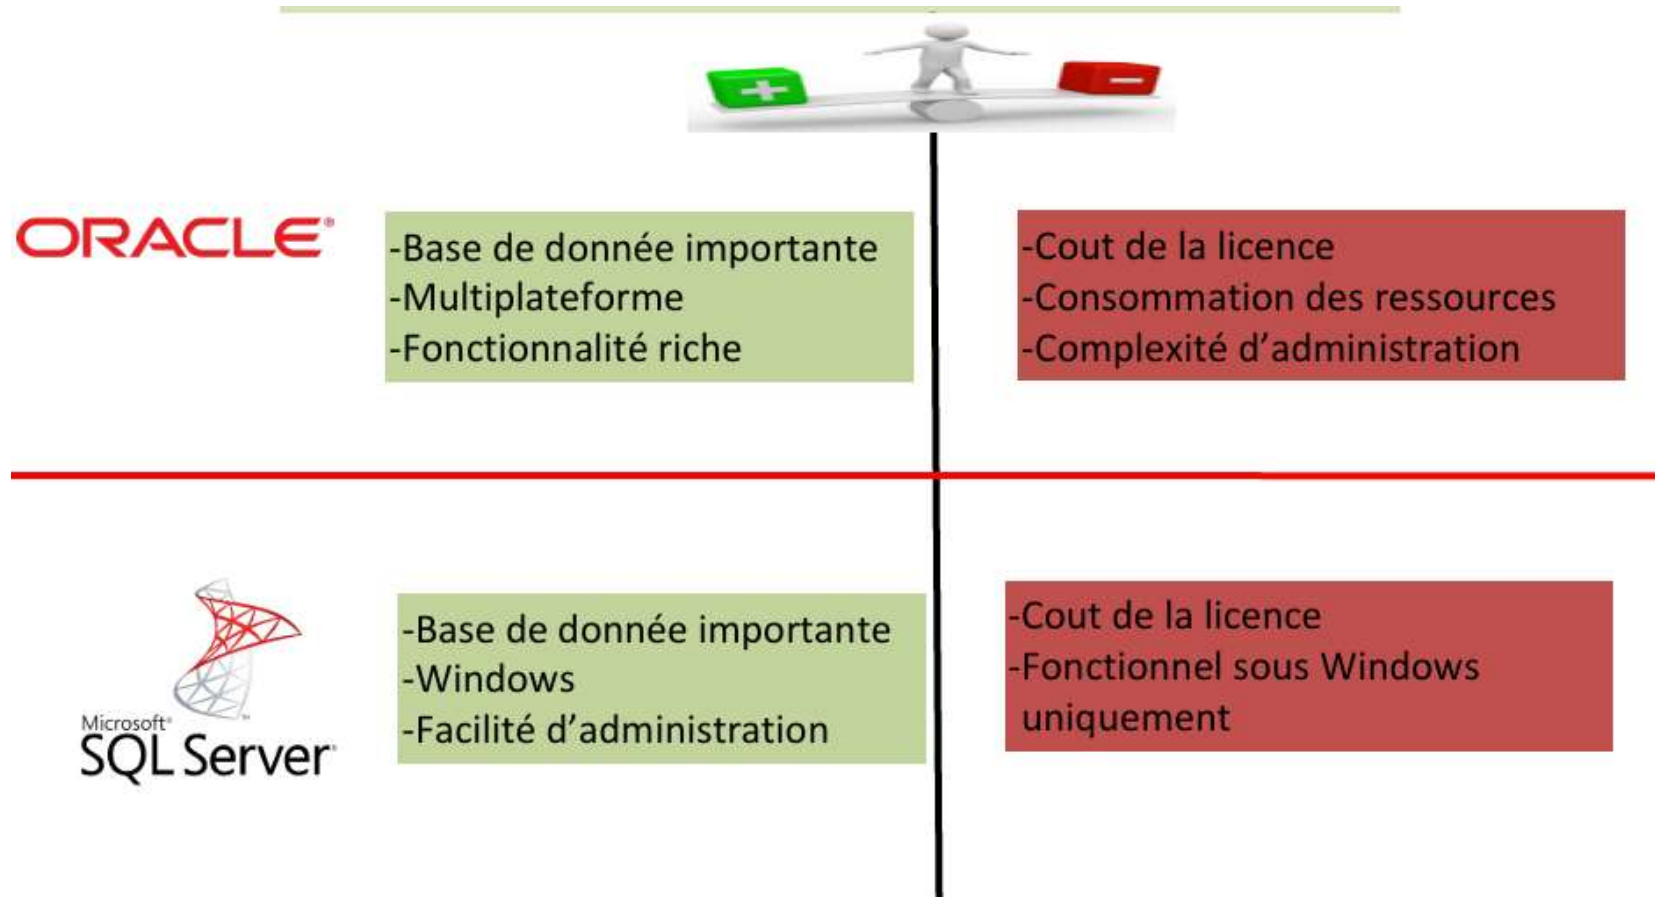 ORACLE®
-Base de donnée importante
-Multiplateforme
-Fonctionnalité riche
-Cout de la licence
-Consommation des ressources
-Complexité d’administration
Microsoft®
SQL Server
-Base de donnée importante
-Windows
-Facilité d’administration
-Cout de la licence
-Fonctionnel sous Windows
uniquement